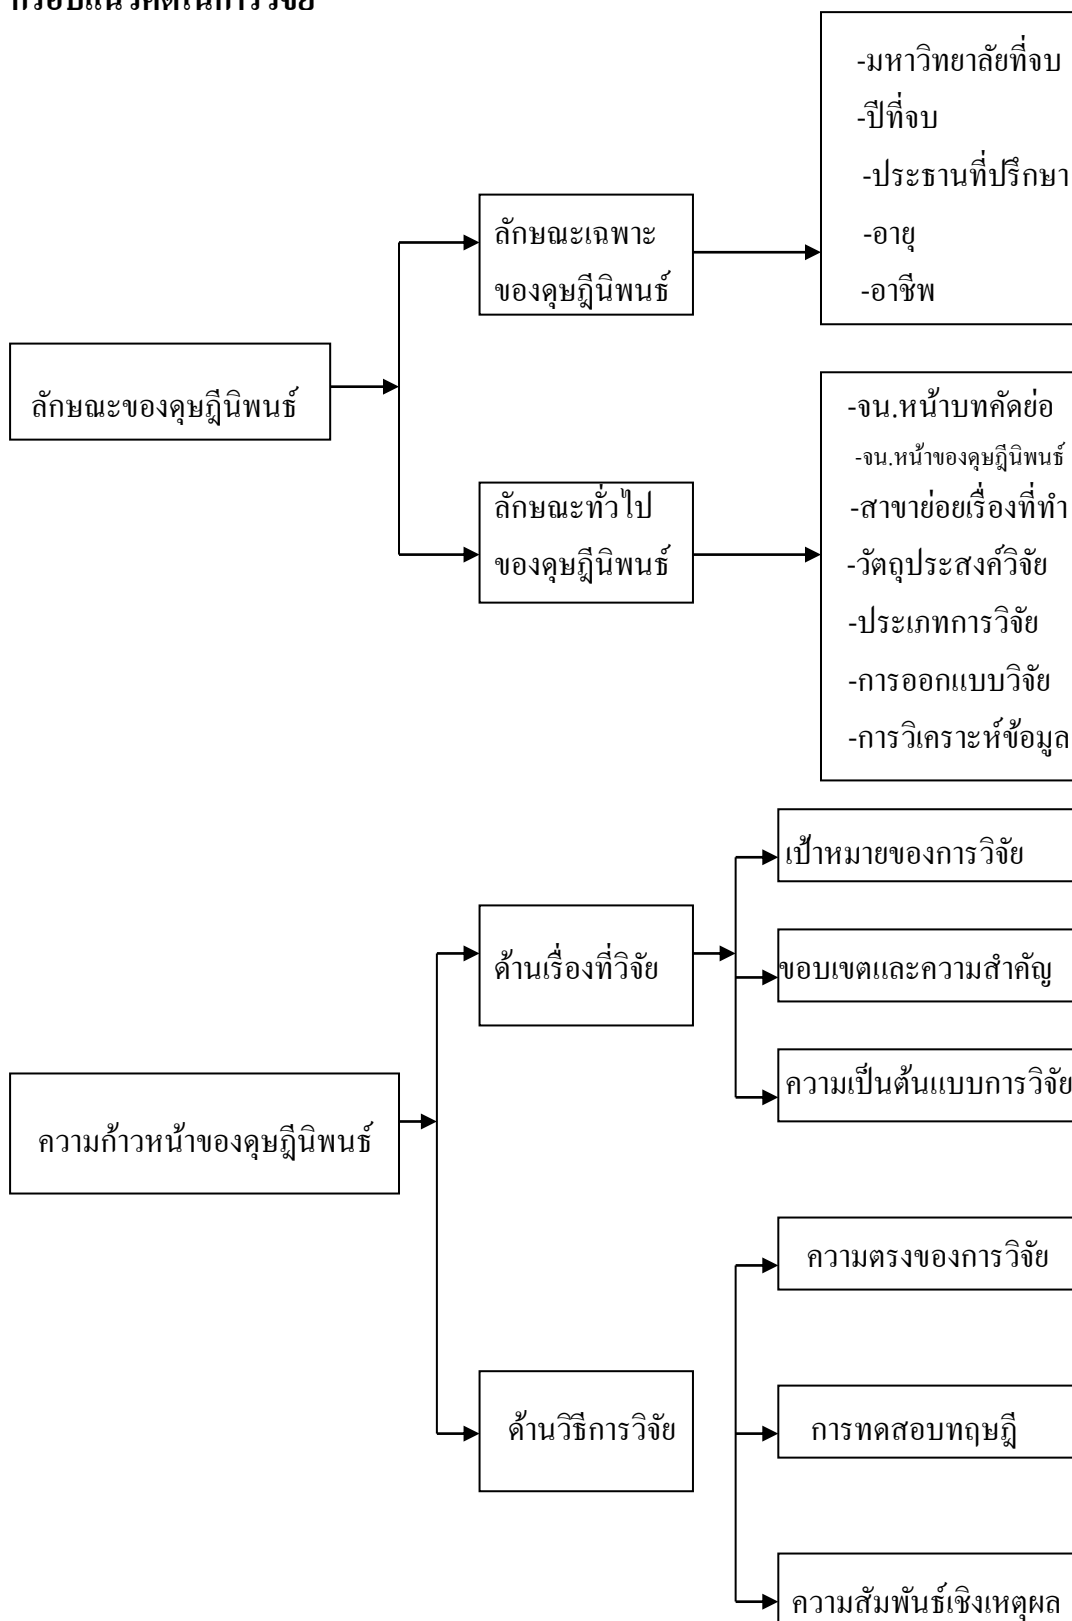 กรอบแนวคิดในการวิจัย
-มหาวิทยาลัยที่จบ
-ปีที่จบ
-ประธานที่ปรึกษา
-อายุ
-อาชีพ
ลักษณะเฉพาะ
ของดุษฎีนิพนธ์
ลักษณะของดุษฎีนิพนธ์
-จน.หน้าบทคัดย่อ
-จน.หน้าของดุษฎีนิพนธ์
-สาขาย่อยเรื่องที่ทำ
-วัตถุประสงค์วิจัย
-ประเภทการวิจัย
-การออกแบบวิจัย
-การวิเคราะห์ข้อมูล
ลักษณะทั่วไป
ของดุษฎีนิพนธ์
เป้าหมายของการวิจัย
ด้านเรื่องที่วิจัย
ขอบเขตและความสำคัญ
ความเป็นต้นแบบการวิจัย
ความก้าวหน้าของดุษฎีนิพนธ์
ความตรงของการวิจัย
ด้านวิธีการวิจัย
การทดสอบทฤษฎี
ความสัมพันธ์เชิงเหตุผล